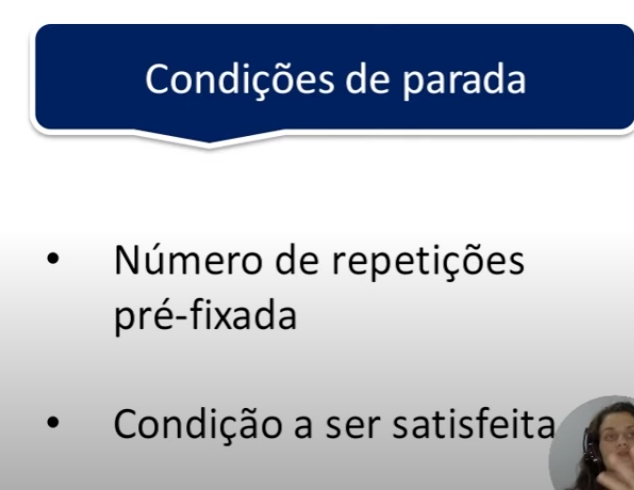 Condições de parada
• Número de repetições
pré-fixada
• Condição a ser satisfeita